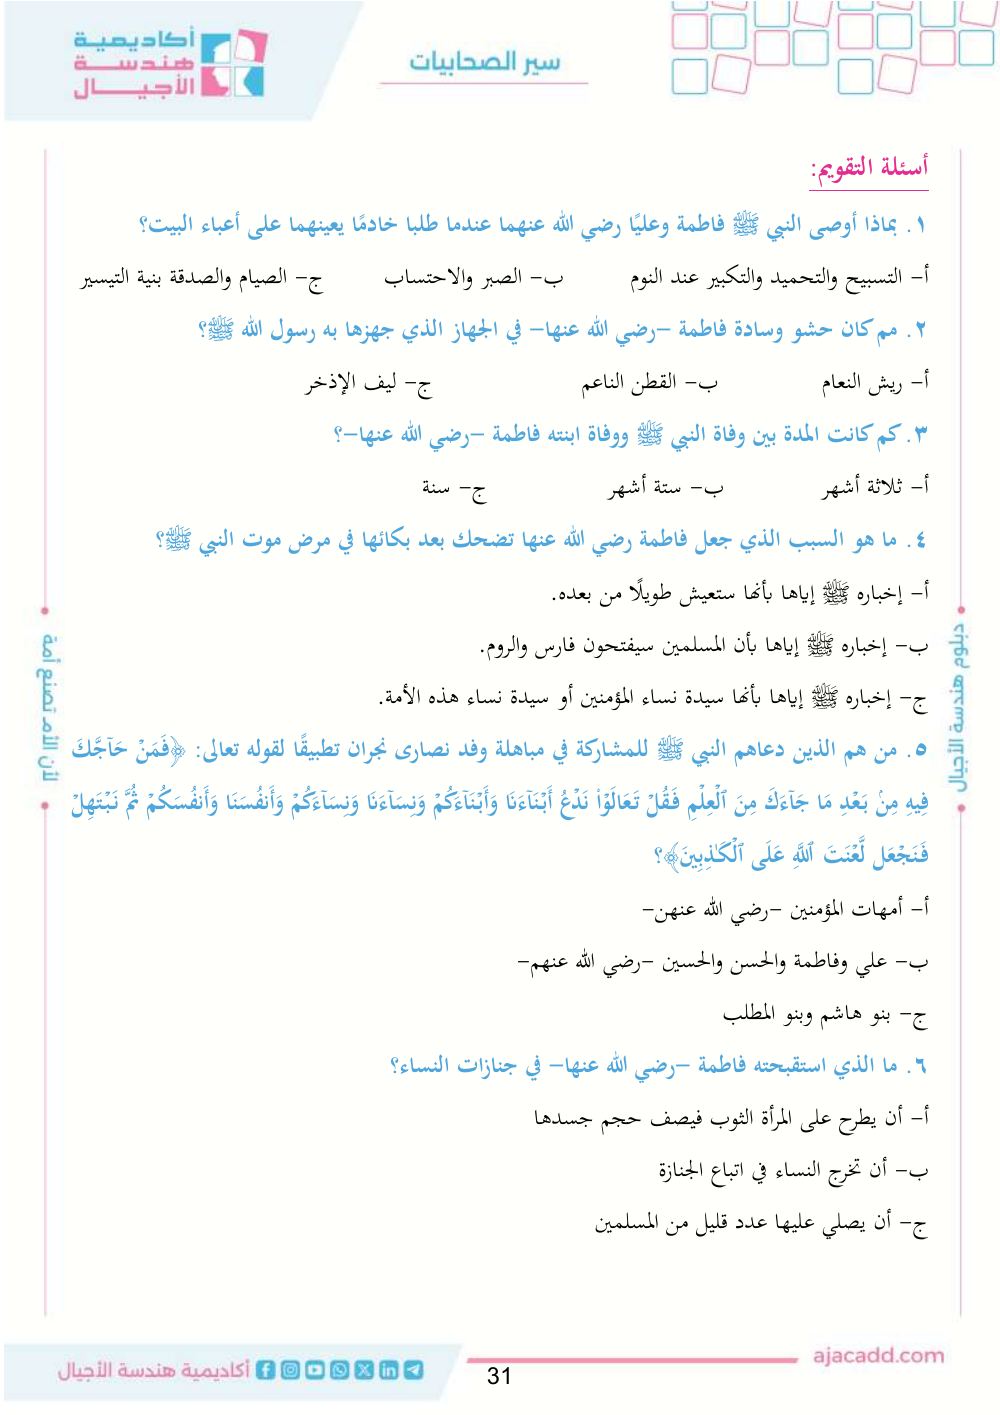 أكاديمية
هندسة
الأجيال
سير الصحابيات
أسئلة التقويم:
١. بماذا أوصى النبي ﷺ فاطمة وعليًا رضي الله عنهما عندما طلبا خادمًا يعينهما على أعباء البيت؟
أ– التسبيح والتحميد والتكبير عند النوم ب– الصبر والاحتساب ج– الصيام والصدقة بنية التيسير
٢. مم كان حشو وسادة فاطمة –رضي الله عنها– في الجهاز الذي جهزها به رسول الله ﷺ؟
أ– ريش النعام ب– القطن الناعم ج– ليف الإذخر
٣. كم كانت المدة بين وفاة النبي ﷺ ووفاة ابنته فاطمة –رضي الله عنها–؟
أ– ثلاثة أشهر ب– ستة أشهر ج– سنة
٤. ما هو السبب الذي جعل فاطمة رضي الله عنها تضحك بعد بكائها في مرض موت النبي ﷺ؟
أ– إخباره ﷺ إياها بأنها ستعيش طويلًا من بعده.
ب– إخباره ﷺ إياها بأن المسلمين سيفتحون فارس والروم.
ج– إخباره ﷺ إياها بأنها سيدة نساء المؤمنين أو سيدة نساء هذه الأمة.
٥. من هم الذين دعاهم النبي ﷺ للمشاركة في مباهلة وفد نصارى نجران تطبيقًا لقوله تعالى: ﴿فَمَنْ حَآجَّكَ
فِيهِ مِنۢ بَعْدِ مَا جَآءَكَ مِنَ ٱلْعِلْمِ فَقُلْ تَعَالَوْا۟ نَدْعُ أَبْنَآءَنَا وَأَبْنَآءَكُمْ وَنِسَآءَنَا وَنِسَآءَكُمْ وَأَنفُسَنَا وَأَنفُسَكُمْ ثُمَّ نَبْتَهِلْ
فَنَجْعَل لَّعْنَتَ ٱللَّهِ عَلَى ٱلْكَٰذِبِينَ﴾؟
أ– أمهات المؤمنين –رضي الله عنهن–
ب– علي وفاطمة والحسن والحسين –رضي الله عنهم–
ج– بنو هاشم وبنو المطلب
٦. ما الذي استقبحته فاطمة –رضي الله عنها– في جنازات النساء؟
أ– أن يطرح على المرأة الثوب فيصف حجم جسدها
ب– أن تخرج النساء في اتباع الجنازة
ج– أن يصلي عليها عدد قليل من المسلمين
دبلوم هندسة الأجيال
لأن الأمّ تصنع أمة
ajacadd.com
31
أكاديمية هندسة الأجيال